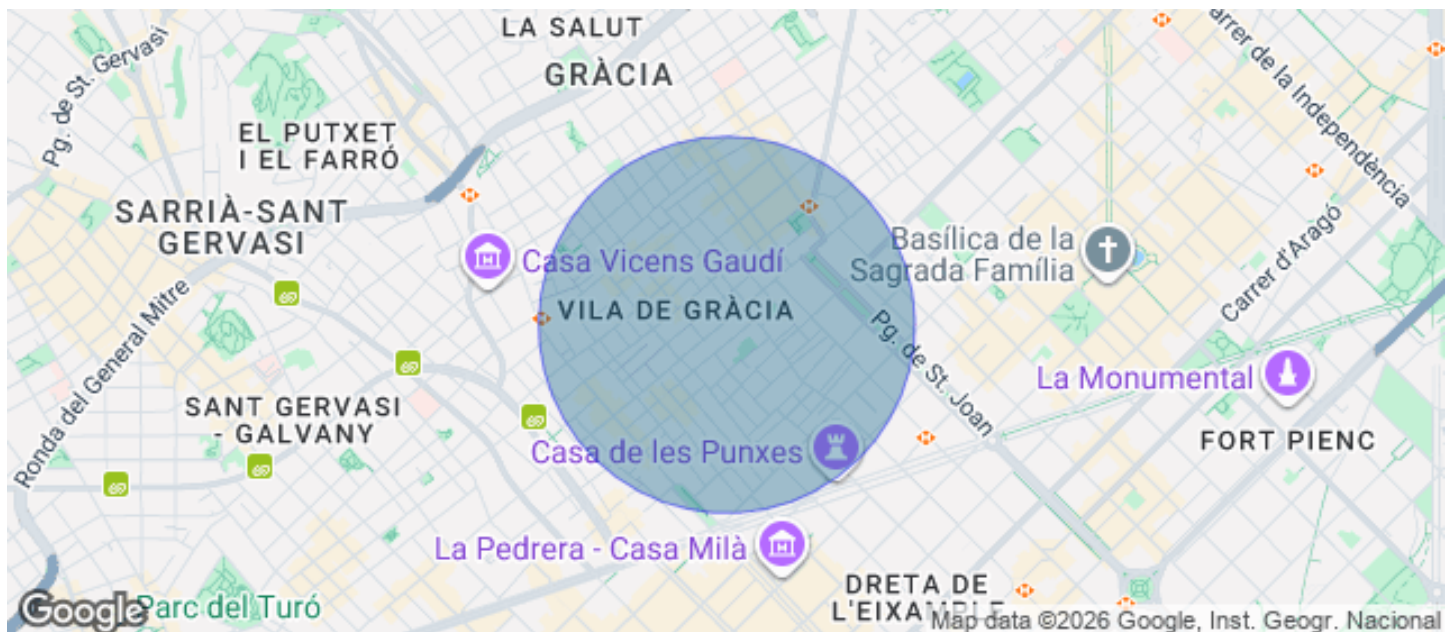 LA SALUT
GRÀCIA
Pg. de St. Gervasi
EL PUTXET
I EL FARRÓ
SARRIÀ-SANT
GERVASI
Casa Vicens Gaudí
VILA DE GRÀCIA
Basílica de la
Sagrada Família
Carrer de la Independència
Carrer d'Aragó
Ronda del General Mitre
Pg. de St. Joan
La Monumental
SANT GERVASI
- GALVANY
FORT PIENC
Casa de les Punxes
La Pedrera - Casa Milà
DRETA DE
L'EIXAMPLE
Google
Parc del Turó
Map data ©2026 Google, Inst. Geogr. Nacional